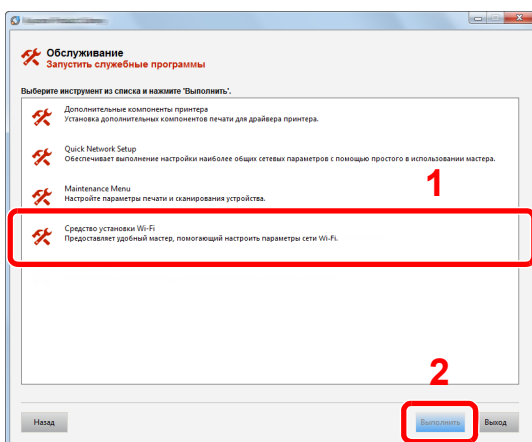 Обслуживание
Запустить служебные программы
Выберите инструмент из списка и нажмите 'Выполнить'.
Дополнительные компоненты принтера
Установка дополнительных компонентов печати для драйвера принтера.
Quick Network Setup
Обеспечивает выполнение настройки наиболее общих сетевых параметров с помощью простого в использовании мастера.
Maintenance Menu
Настройте параметры печати и сканирования устройства.
1
Средство установки Wi-Fi
Предоставляет удобный мастер, помогающий настроить параметры сети Wi-Fi.
2
Назад
Выполнить
Выход